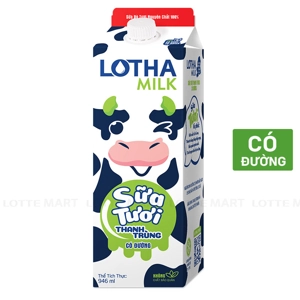 LOTHA
MILK
CÓ
ĐƯỜNG
Sữa
Tươi
THANH TRÙNG
CÓ ĐƯỜNG
LOTTE MART
Thể Tích Thực:
946 ml